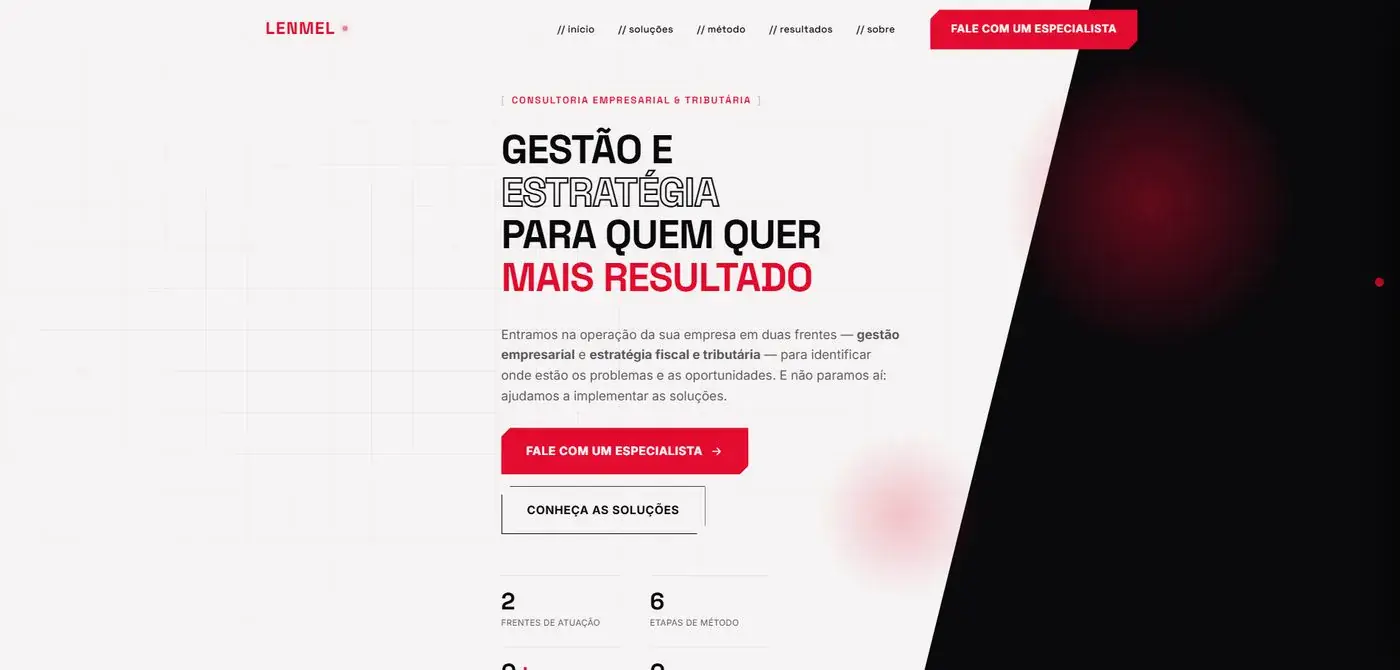 LENMEL
// início // soluções // método // resultados // sobre
FALE COM UM ESPECIALISTA
[ CONSULTORIA EMPRESARIAL & TRIBUTÁRIA ]
GESTÃO E
ESTRATÉGIA
PARA QUEM QUER
MAIS RESULTADO
Entramos na operação da sua empresa em duas frentes — gestão
empresarial e estratégia fiscal e tributária — para identificar
onde estão os problemas e as oportunidades. E não paramos aí:
ajudamos a implementar as soluções.
FALE COM UM ESPECIALISTA →
CONHEÇA AS SOLUÇÕES
2 6
FRENTES DE ATUAÇÃO ETAPAS DE MÉTODO